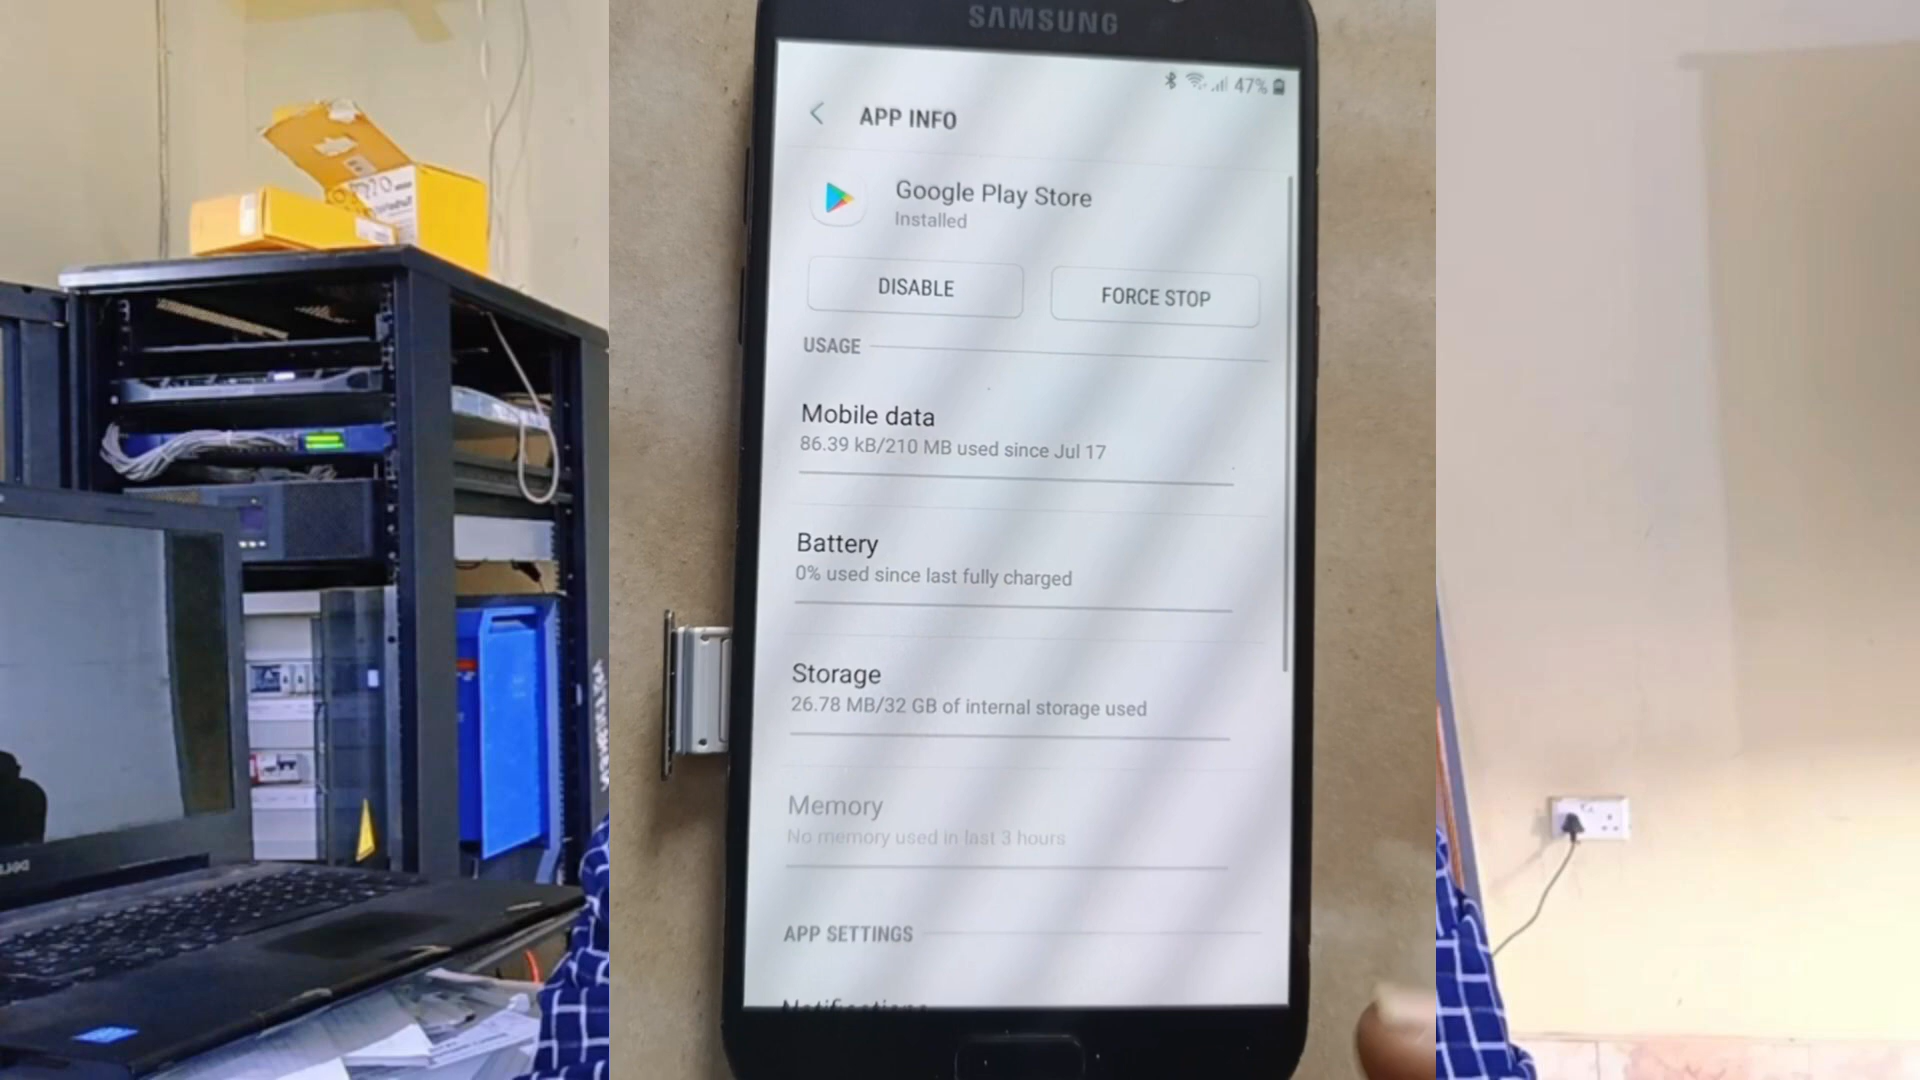 SAMSUNG
47%
APP INFO
Google Play Store
Installed
DISABLE
FORCE STOP
USAGE
Mobile data
86.39 kB/210 MB used since Jul 17
Battery
0% used since last fully charged
Storage
26.78 MB/32 GB of internal storage used
Memory
No memory used in last 3 hours
APP SETTINGS
Notifications
DELL